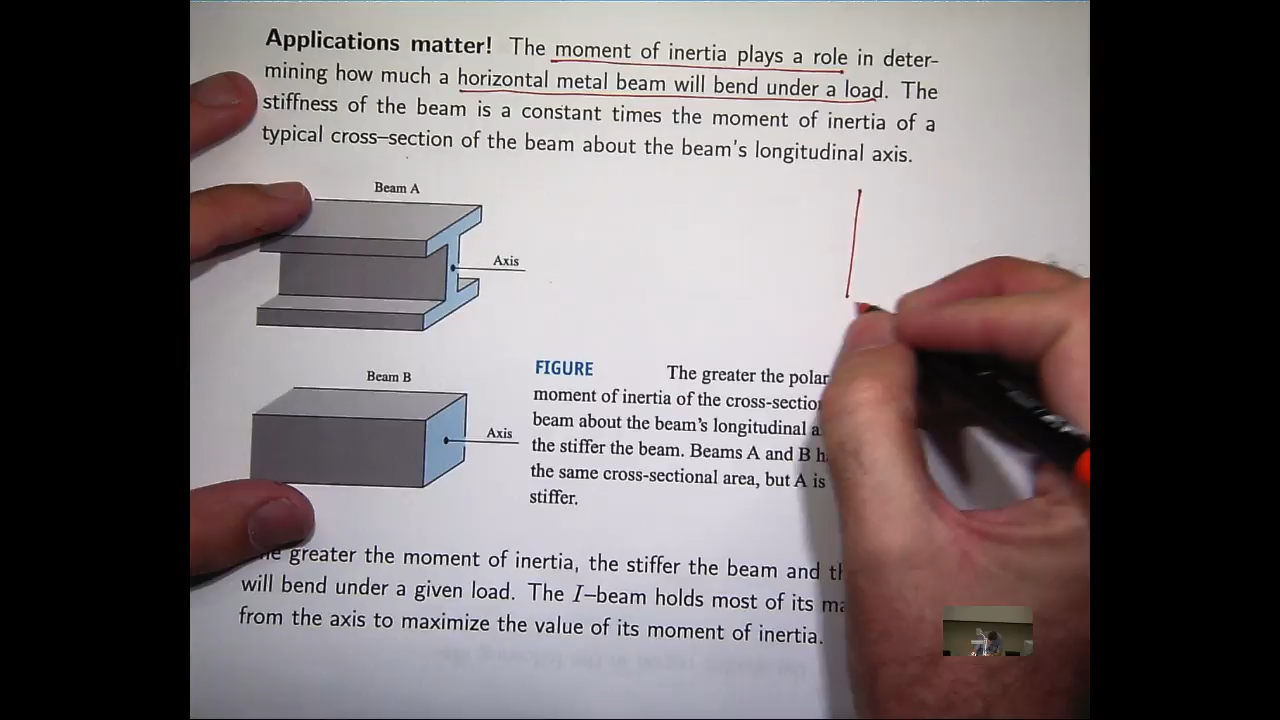 Applications matter! The moment of inertia plays a role in deter-
mining how much a horizontal metal beam will bend under a load. The
stiffness of the beam is a constant times the moment of inertia of a
typical cross–section of the beam about the beam's longitudinal axis.
Beam A
Axis
Beam B
Axis
FIGURE The greater the polar
moment of inertia of the cross-sectio
beam about the beam's longitudinal a
the stiffer the beam. Beams A and B h
the same cross-sectional area, but A is
stiffer.
he greater the moment of inertia, the stiffer the beam and th
will bend under a given load. The I–beam holds most of its ma
from the axis to maximize the value of its moment of inertia.